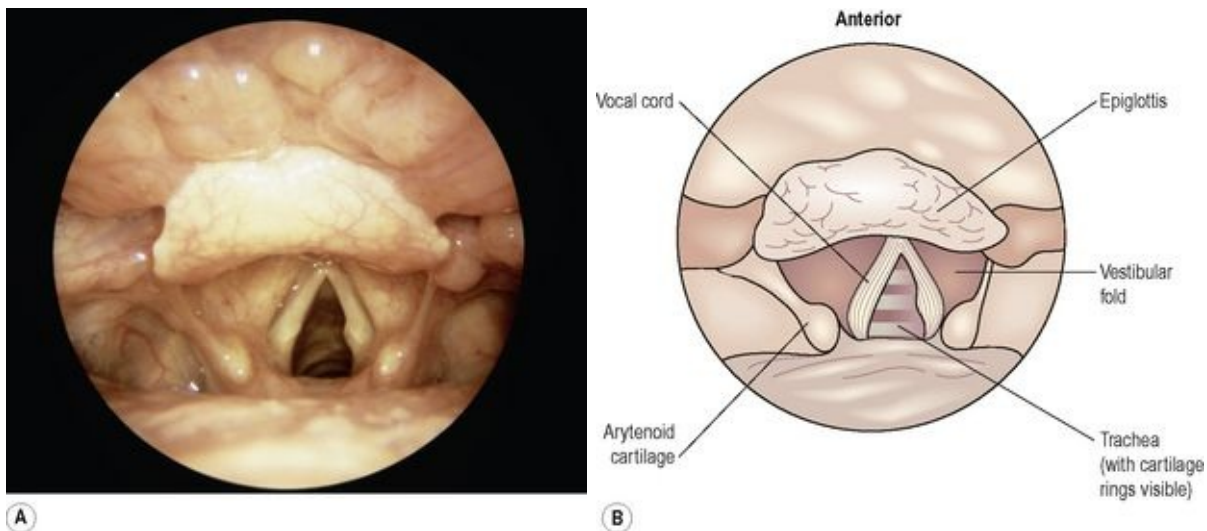 Anterior
Vocal cord
Epiglottis
Vestibular
fold
Arytenoid
cartilage
Trachea
(with cartilage
rings visible)
A
B